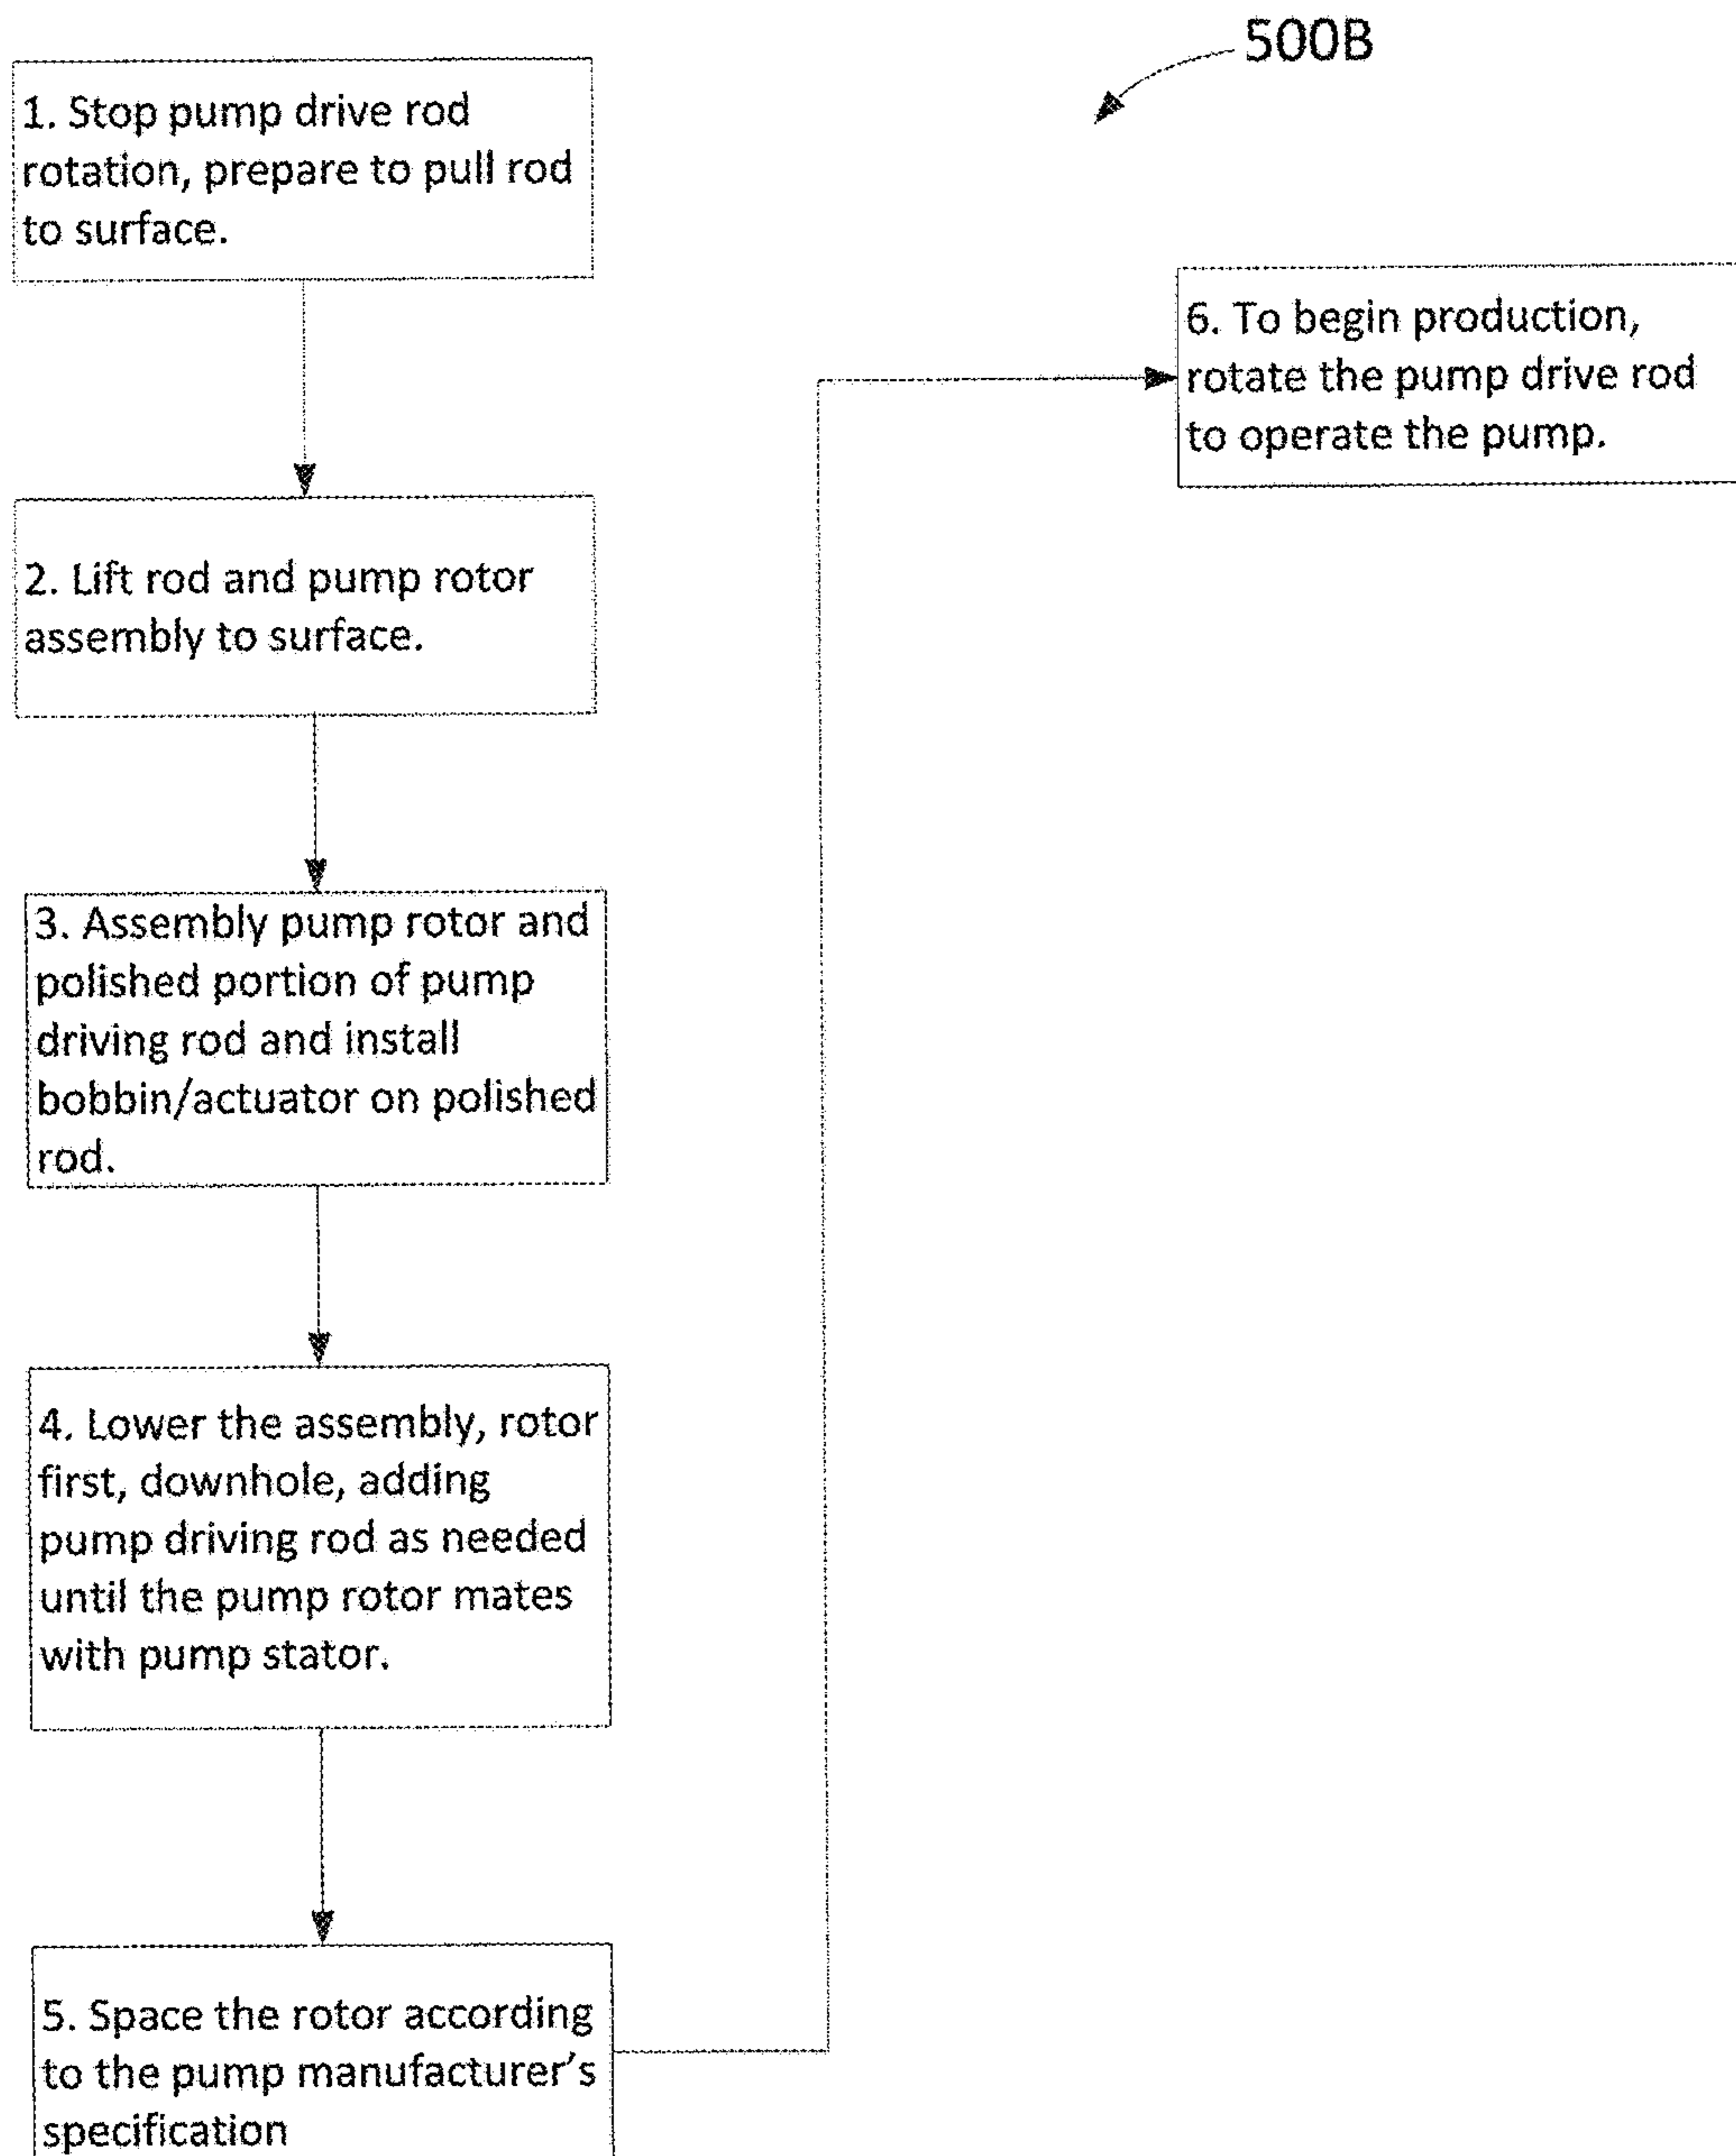 500B
1. Stop pump drive rod
rotation, prepare to pull rod
to surface.
2. Lift rod and pump rotor
assembly to surface.
3. Assembly pump rotor and
polished portion of pump
driving rod and install
bobbin/actuator on polished
rod.
4. Lower the assembly, rotor
first, downhole, adding
pump driving rod as needed
until the pump rotor mates
with pump stator.
5. Space the rotor according
to the pump manufacturer's
specification
6. To begin production,
rotate the pump drive rod
to operate the pump.